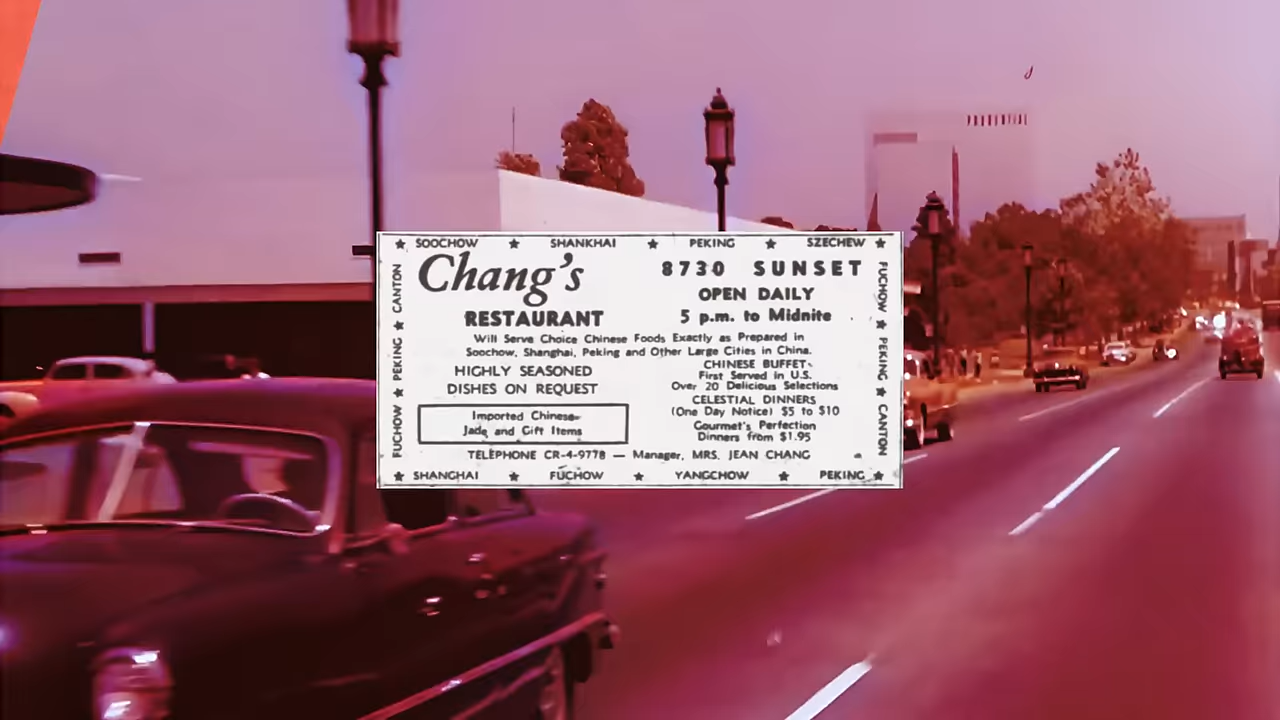 PRUDENTIAL
★ SOOCHOW ★ SHANKHAI ★ PEKING ★ SZECHEW ★
FUCHOW ★ PEKING ★ CANTON
Chang's
RESTAURANT
8730 SUNSET
OPEN DAILY
5 p.m. to Midnite
Will Serve Choice Chinese Foods Exactly as Prepared in
Soochow, Shanghai, Peking and Other Large Cities in China.
HIGHLY SEASONED
DISHES ON REQUEST
Imported Chinese
Jade and Gift Items
CHINESE BUFFET
First Served in U.S.
Over 20 Delicious Selections
CELESTIAL DINNERS
(One Day Notice) $5 to $10
Gourmet's Perfection
Dinners from $1.95
TELEPHONE CR-4-9778 — Manager, MRS. JEAN CHANG
FUCHOW ★ PEKING ★ CANTON
★ SHANGHAI ★ FUCHOW ★ YANGCHOW ★ PEKING ★